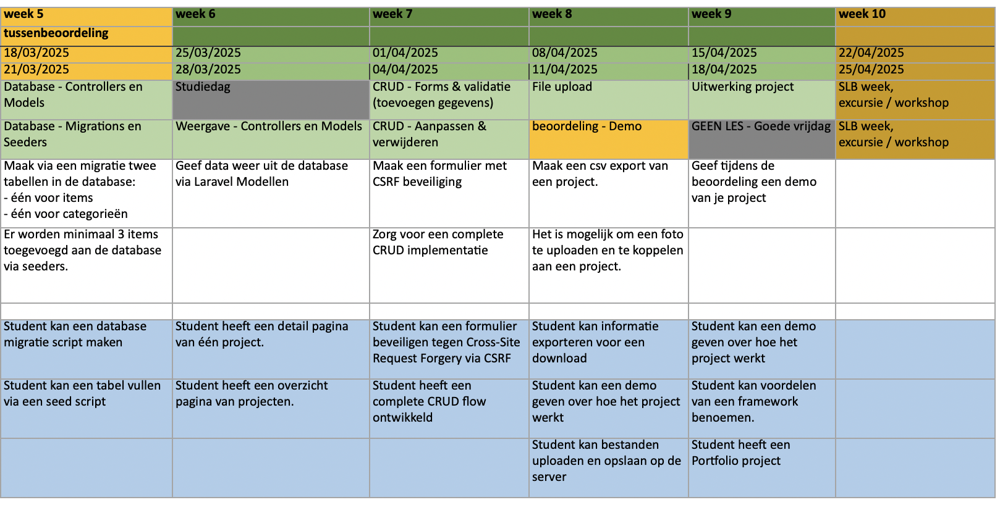 week 5
week 6
week 7
week 8
week 9
week 10
tussenbeoordeling
18/03/2025
25/03/2025
01/04/2025
08/04/2025
15/04/2025
22/04/2025
21/03/2025
28/03/2025
04/04/2025
11/04/2025
18/04/2025
25/04/2025
Database - Controllers en
Models
Studiedag
CRUD - Forms & validatie
(toevoegen gegevens)
File upload
Uitwerking project
SLB week,
excursie / workshop
Database - Migrations en
Seeders
Weergave - Controllers en Models
CRUD - Aanpassen &
verwijderen
beoordeling - Demo
GEEN LES - Goede vrijdag
SLB week,
excursie / workshop
Maak via een migratie twee
tabellen in de database:
- één voor items
- één voor categorieën
Geef data weer uit de database
via Laravel Modellen
Maak een formulier met
CSRF beveiliging
Maak een csv export van
een project.
Geef tijdens de
beoordeling een demo
van je project
Er worden minimaal 3 items
toegevoegd aan de database
via seeders.
Zorg voor een complete
CRUD implementatie
Het is mogelijk om een foto
te uploaden en te koppelen
aan een project.
Student kan een database
migratie script maken
Student heeft een detail pagina
van één project.
Student kan een formulier
beveiligen tegen Cross-Site
Request Forgery via CSRF
Student kan informatie
exporteren voor een
download
Student kan een demo
geven over hoe het
project werkt
Student kan een tabel vullen
via een seed script
Student heeft een overzicht
pagina van projecten.
Student heeft een
complete CRUD flow
ontwikkeld
Student kan een demo
geven over hoe het project
werkt
Student kan voordelen
van een framework
benoemen.
Student kan bestanden
uploaden en opslaan op de
server
Student heeft een
Portfolio project